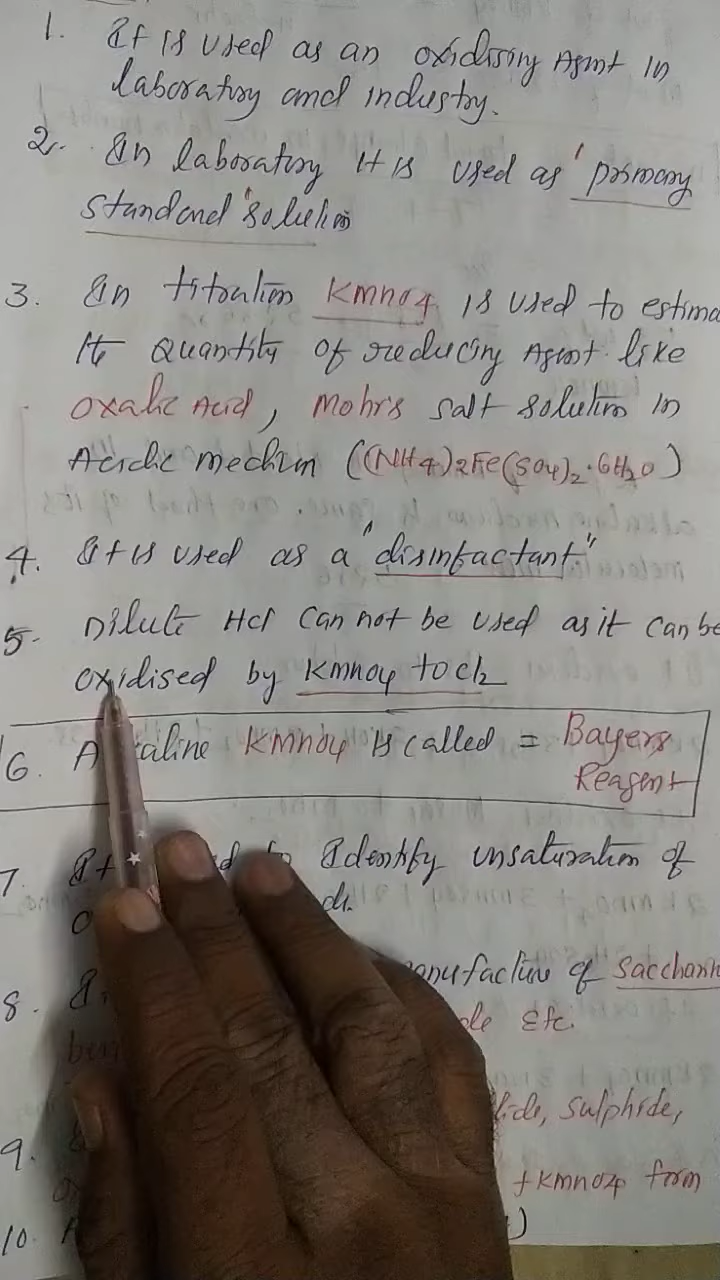 1. It is used as an oxidising Agent in
laboratory and industry.
2. In laboratory it is used as 'primary
standard solution
3. In titration KMnO4 is used to estima
Quantity of reducing Agent like
Oxalic Acid, Mohr's salt solution in
Acidic medium ((NH4)2Fe(SO4)2·6H2O)
4. It is used as a "disinfactant"
5. Dilute HCl Can not be used as it can be
oxidised by KMnO4 to Cl2
6. A aline KMnO4 is called = Bayers
Reagent
7. It Identify unsaturation of
8. manufacture of Saccharin
Etc.
9. sulphide,
+KMnO4 form
10.